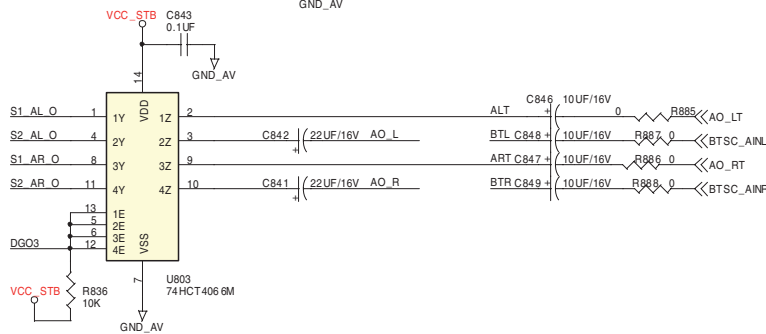 GND_AV
VCC_STB
C843
0.1UF
GND_AV
14
VDD
S1_AL_O 1 1Y 1Z 2 ALT C846 + 10UF/16V 0 R885 AO_LT
S2_AL_O 4 2Y 2Z 3 C842 + 22UF/16V AO_L BTL C848 + 10UF/16V R887 0 BTSC_AINL
S1_AR_O 8 3Y 3Z 9 ART C847 + 10UF/16V R886 0 AO_RT
S2_AR_O 11 4Y 4Z 10 C841 + 22UF/16V AO_R BTR C849 + 10UF/16V R888 0
13 1E
5 2E
6 3E
DGO3 12 4E
VSS
7
VCC_STB
R836
10K
U803
74HCT4066M
GND_AV